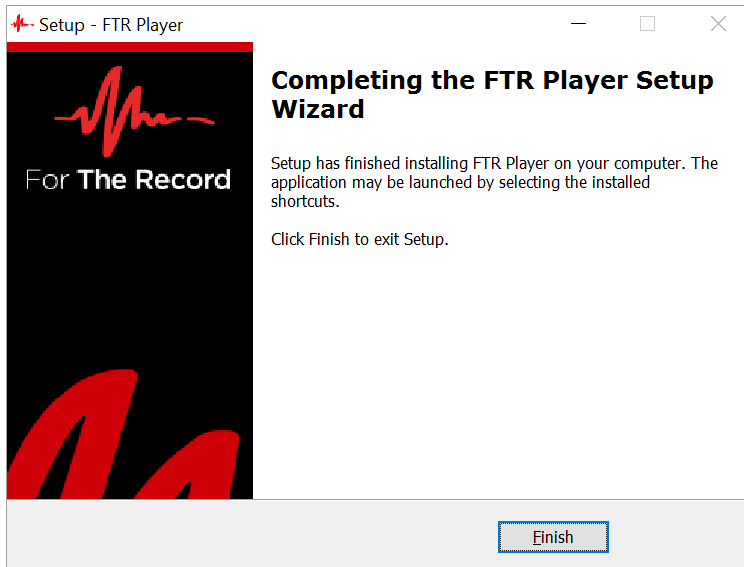 Setup - FTR Player
For The Record
Completing the FTR Player Setup
Wizard
Setup has finished installing FTR Player on your computer. The
application may be launched by selecting the installed
shortcuts.
Click Finish to exit Setup.
Finish